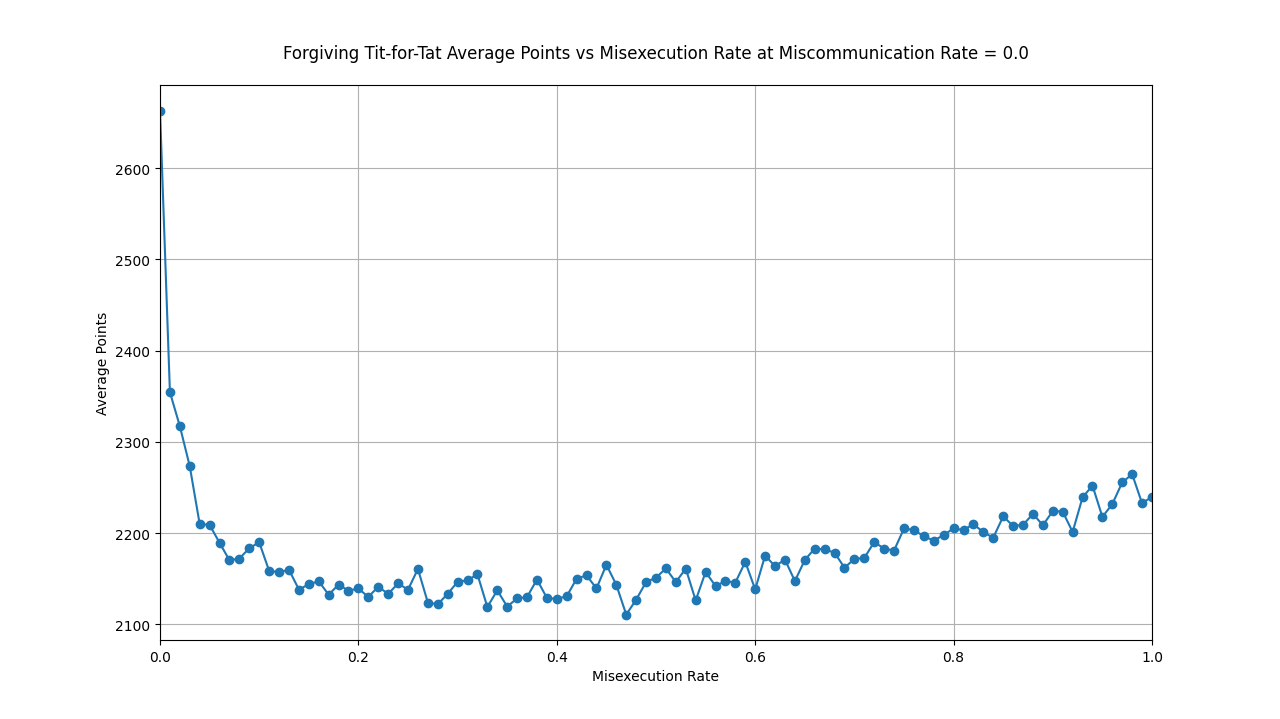 Forgiving Tit-for-Tat Average Points vs Misexecution Rate at Miscommunication Rate = 0.0
2600
2500
2400
2300
2200
2100
Average Points
0.0 0.2 0.4 0.6 0.8 1.0
Misexecution Rate